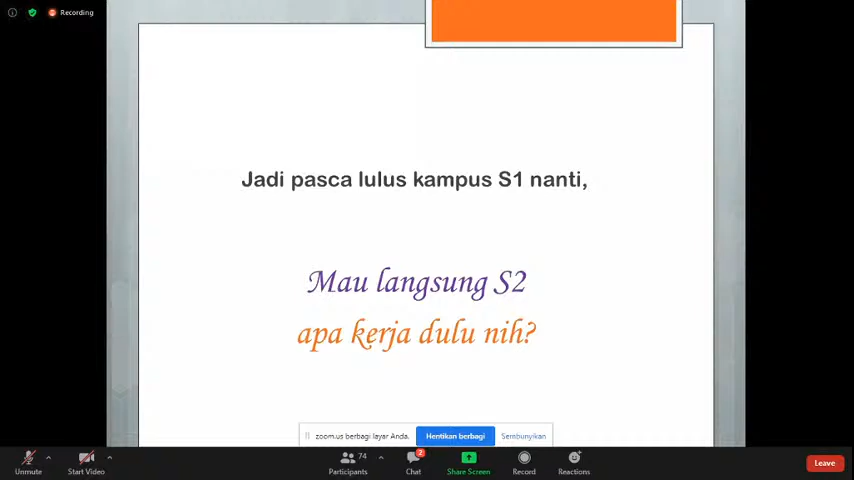 Recording
Jadi pasca lulus kampus S1 nanti,
Mau langsung S2
apa kerja dulu nih?
zoom.us berbagi layar Anda.
Hentikan berbagi
Sembunyikan
74
2
Unmute
Start Video
Participants
Chat
Share Screen
Record
Reactions
Leave